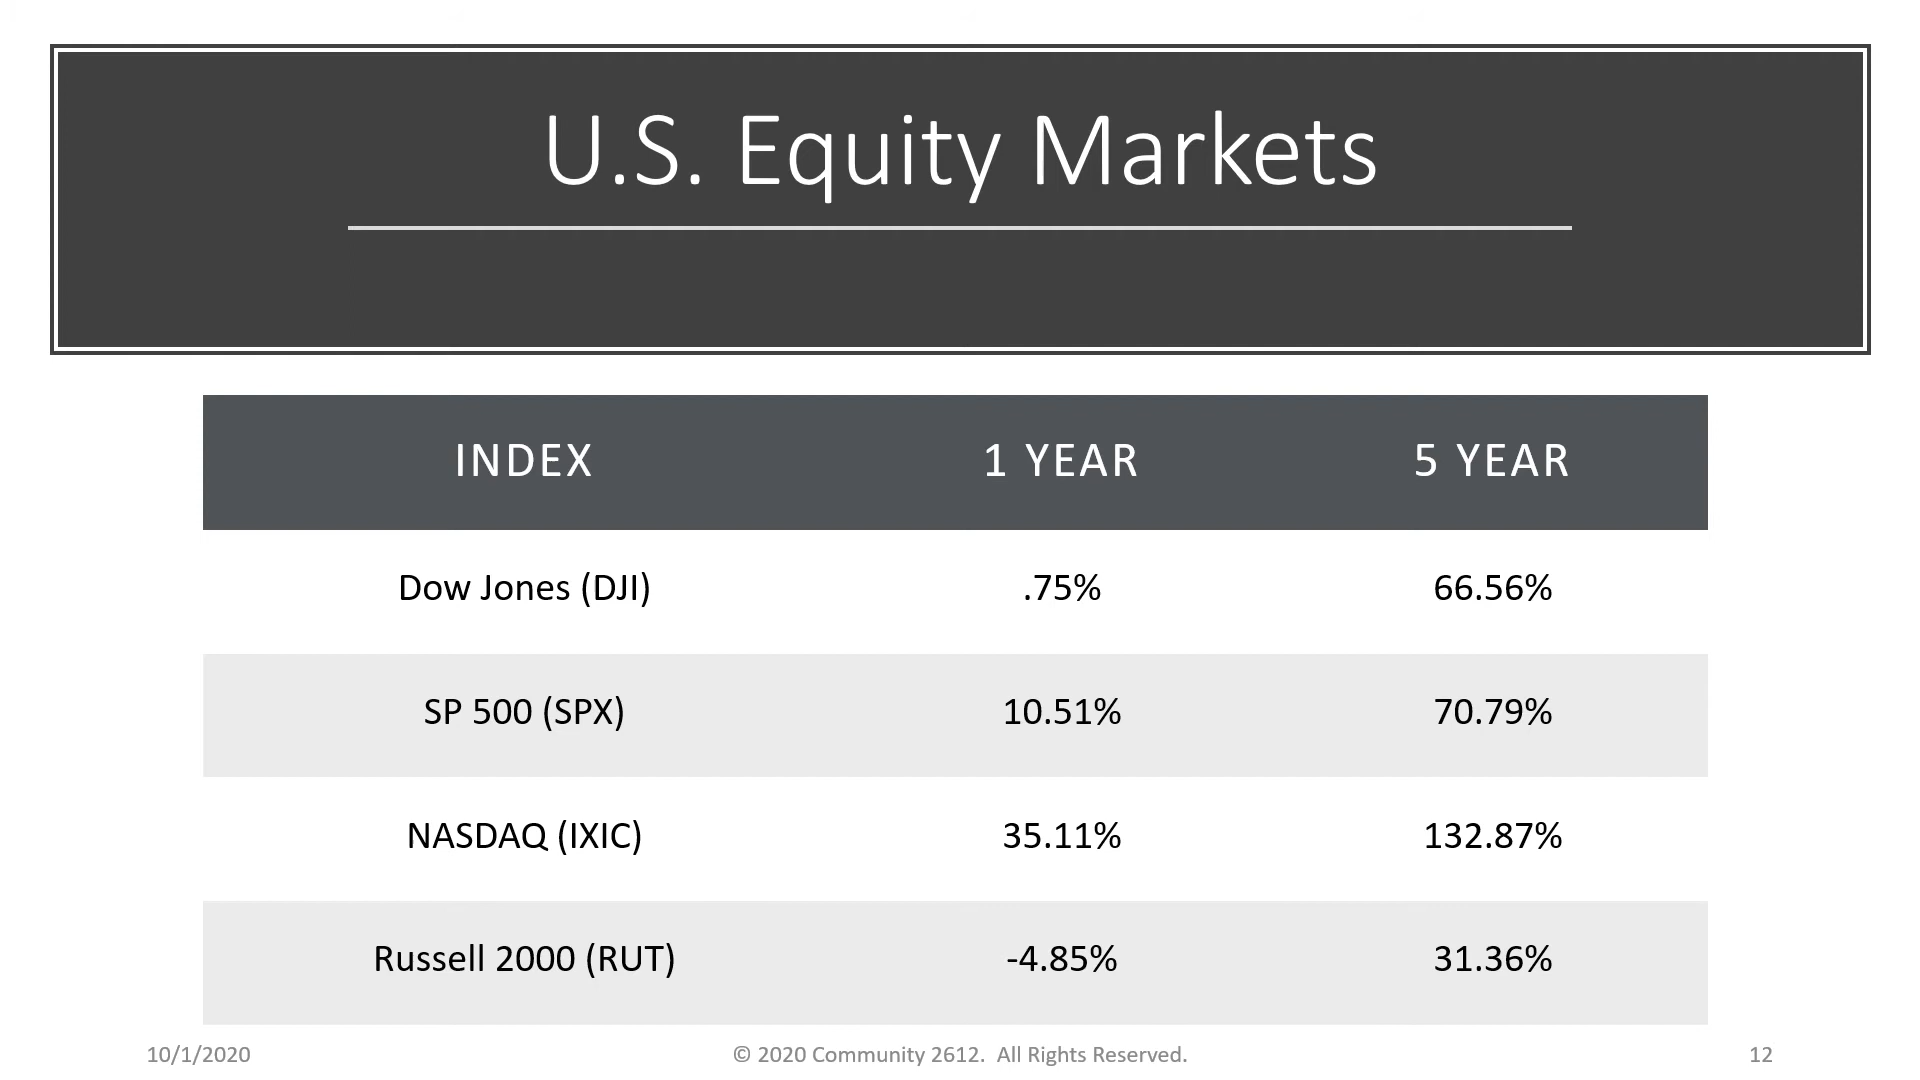 U.S. Equity Markets
INDEX 1 YEAR 5 YEAR
Dow Jones (DJI) .75% 66.56%
SP 500 (SPX) 10.51% 70.79%
NASDAQ (IXIC) 35.11% 132.87%
Russell 2000 (RUT) -4.85% 31.36%
10/1/2020 © 2020 Community 2612. All Rights Reserved. 12